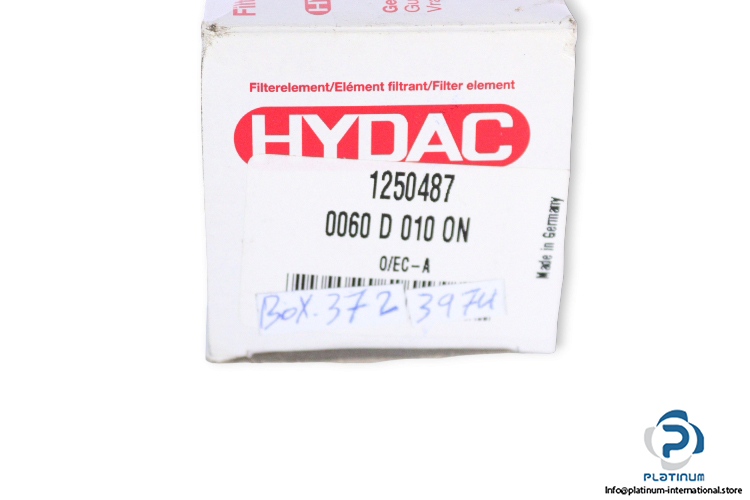 Filterelement/Elément filtrant/Filter element
HYDAC
1250487
0060 D 010 ON
O/EC-A
Made in Germany
BOX.372 3974
PLATINUM
Info@platinum-international.store